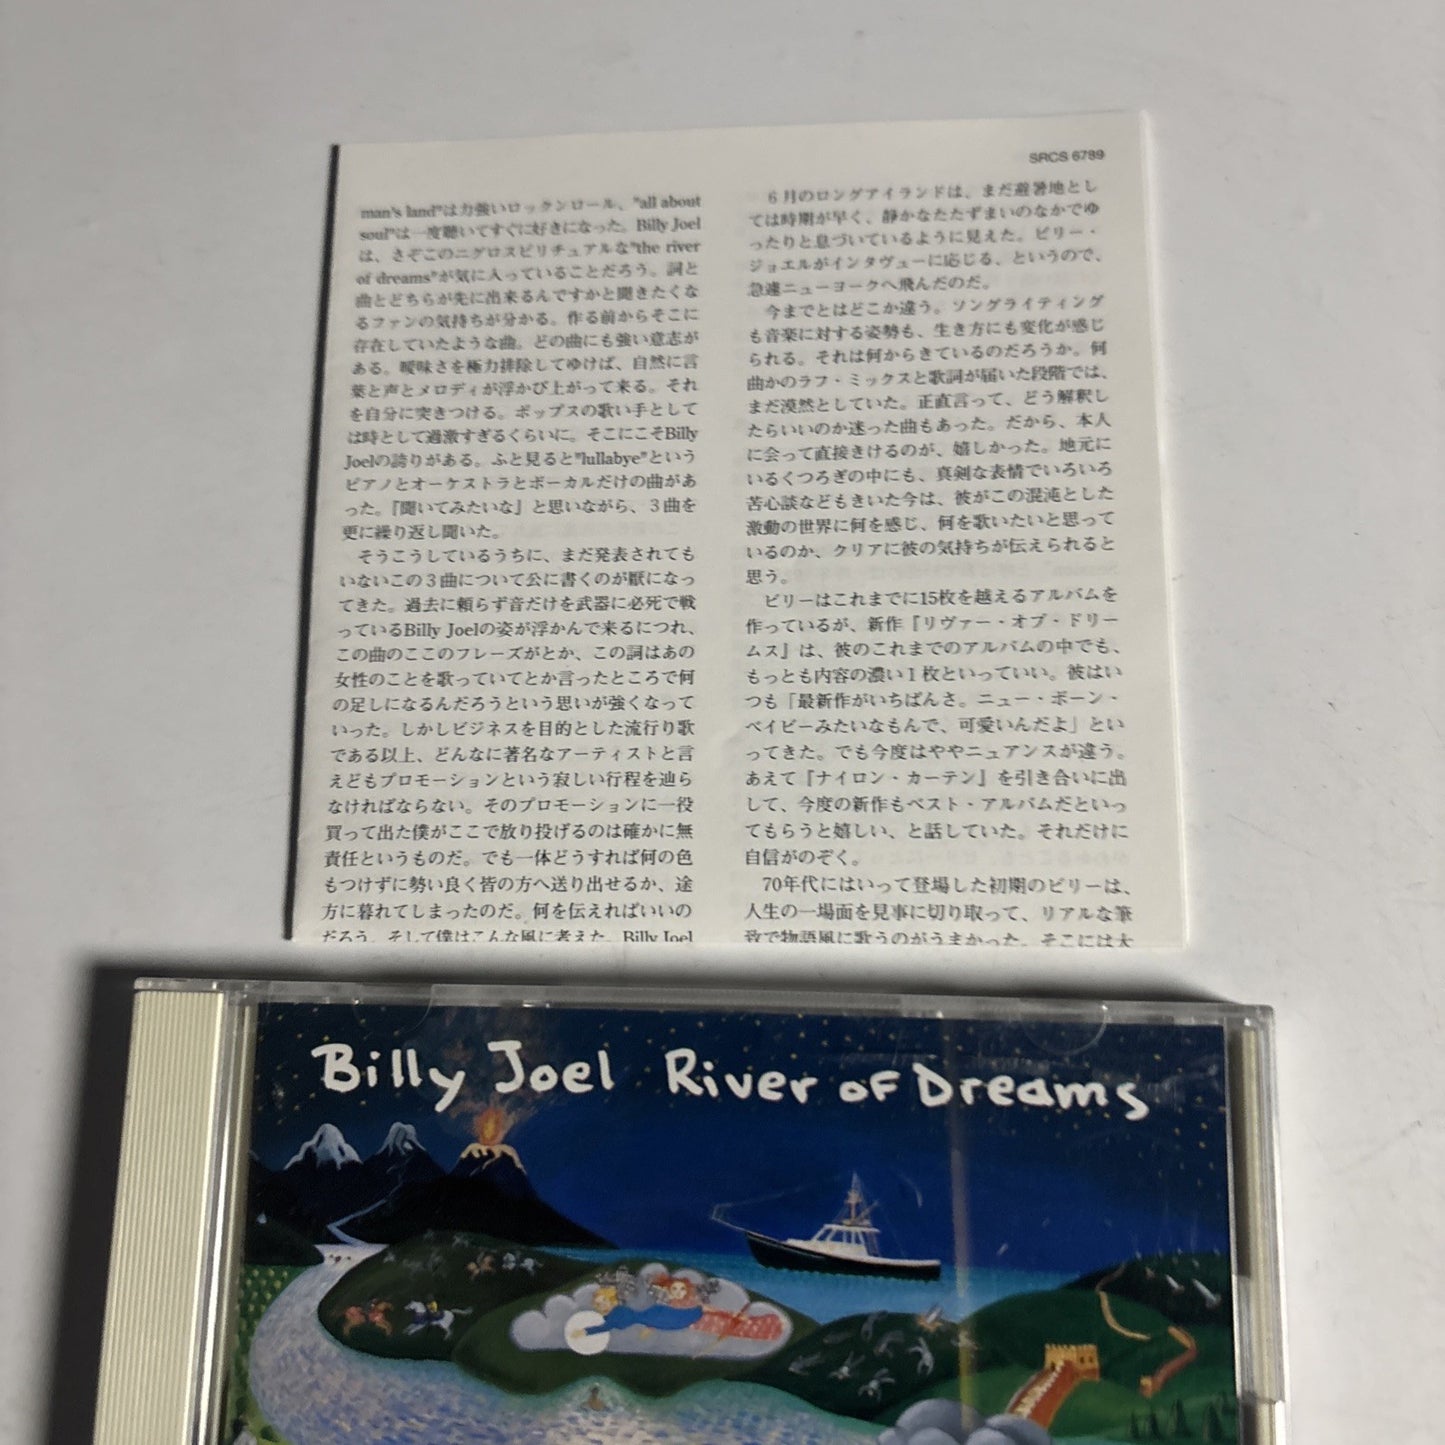 SRCS 6789
man's land"は力強いロックンロール、"all about
soul"は一度聴いてすぐに好きになった。Billy Joel
は、さぞこのニグロスピリチュアルな"the river
of dreams"が気に入っていることだろう。詞と
曲とどちらが先に出来るんですかと聞きたくな
るファンの気持ちが分かる。作る前からそこに
存在していたような曲。どの曲にも強い意志が
ある。曖昧さを極力排除してゆけば、自然に言
葉と声とメロディが浮かび上がって来る。それ
を自分に突きつける。ポップスの歌い手として
は時として過激すぎるくらいに。そこにこそBilly
Joelの誇りがある。ふと見ると"lullabye"という
ピアノとオーケストラとボーカルだけの曲があ
った。『聞いてみたいな』と思いながら、３曲を
更に繰り返し聞いた。
そうこうしているうちに、まだ発表されても
いないこの３曲について公に書くのが厭になっ
てきた。過去に頼らず音だけを武器に必死で戦
っているBilly Joelの姿が浮かんで来るにつれ、
この曲のここのフレーズがとか、この詞はあの
女性のことを歌っていてとか言ったところで何
の足しになるんだろうという思いが強くなって
いった。しかしビジネスを目的とした流行り歌
である以上、どんなに著名なアーティストと言
えどもプロモーションという寂しい行程を辿ら
なければならない。そのプロモーションに一役
買って出た僕がここで放り投げるのは確かに無
責任というものだ。でも一体どうすれば何の色
もつけずに勢い良く皆の方へ送り出せるか、途
方に暮れてしまったのだ。何を伝えればいいの
だろう。そして僕はこんな風に考えた。Billy Joel
６月のロングアイランドは、まだ避暑地とし
ては時期が早く、静かなたたずまいのなかでゆ
ったりと息づいているように見えた。ビリー・
ジョエルがインタヴューに応じる、というので、
急遽ニューヨークへ飛んだのだ。
今までとはどこか違う。ソングライティング
も音楽に対する姿勢も、生き方にも変化が感じ
られる。それは何からきているのだろうか。何
曲かのラフ・ミックスと歌詞が届いた段階では、
まだ漠然としていた。正直言って、どう解釈し
たらいいのか迷った曲もあった。だから、本人
に会って直接きけるのが、嬉しかった。地元に
いるくつろぎの中にも、真剣な表情でいろいろ
苦心談などもきいた今は、彼がこの混沌とした
激動の世界に何を感じ、何を歌いたいと思って
いるのか、クリアに彼の気持ちが伝えられると
思う。
ビリーはこれまでに15枚を越えるアルバムを
作っているが、新作『リヴァー・オブ・ドリー
ムス』は、彼のこれまでのアルバムの中でも、
もっとも内容の濃い１枚といっていい。彼はい
つも「最新作がいちばんさ。ニュー・ボーン・
ベイビーみたいなもんで、可愛いんだよ」とい
ってきた。でも今度はややニュアンスが違う。
あえて『ナイロン・カーテン』を引き合いに出
して、今度の新作もベスト・アルバムだといっ
てもらうと嬉しい、と話していた。それだけに
自信がのぞく。
70年代にはいって登場した初期のビリーは、
人生の一場面を見事に切り取って、リアルな筆
致で物語風に歌うのがうまかった。そこには大
Billy Joel River of Dreams